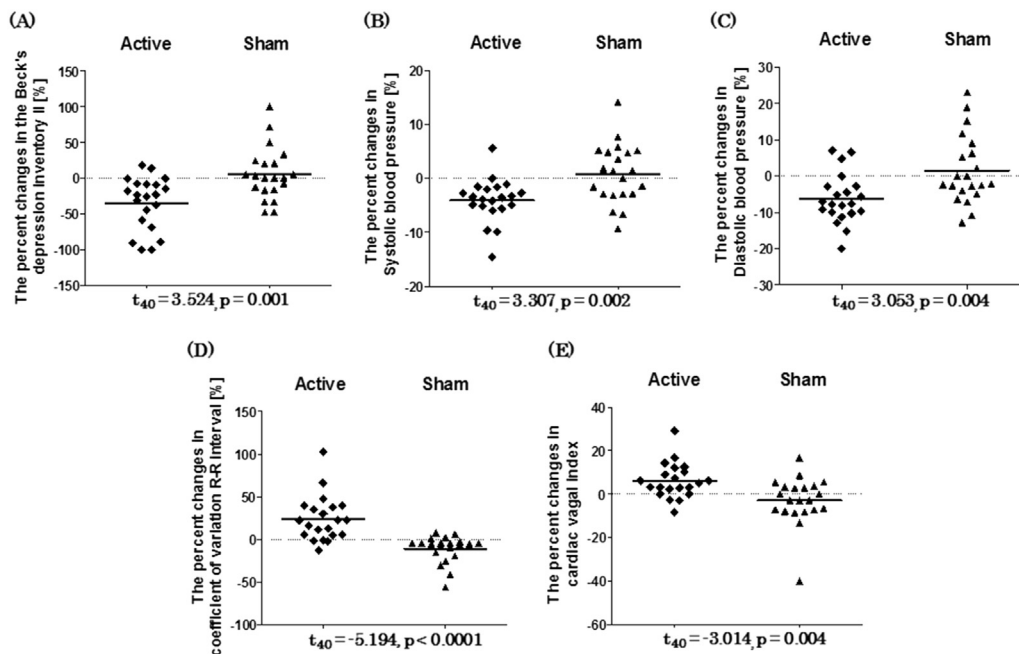 (A)
Active Sham
The percent changes in the Beck's
depression Inventory II [%]
150
100
50
0
-50
-100
-150
t40 = 3.524, p = 0.001
(B)
Active Sham
The percent changes in
Systolic blood pressure [%]
20
10
0
-10
-20
t40 = 3.307, p = 0.002
(C)
Active Sham
The percent changes in
Diastolic blood pressure [%]
30
20
10
0
-10
-20
-30
t40 = 3.053, p = 0.004
(D)
Active Sham
The percent changes in
coefficient of variation R-R Interval [%]
150
100
50
0
-50
-100
t40 = -5.194, p < 0.0001
(E)
Active Sham
The percent changes in
cardiac vagal Index
40
20
0
-20
-40
-60
t40 = -3.014, p = 0.004